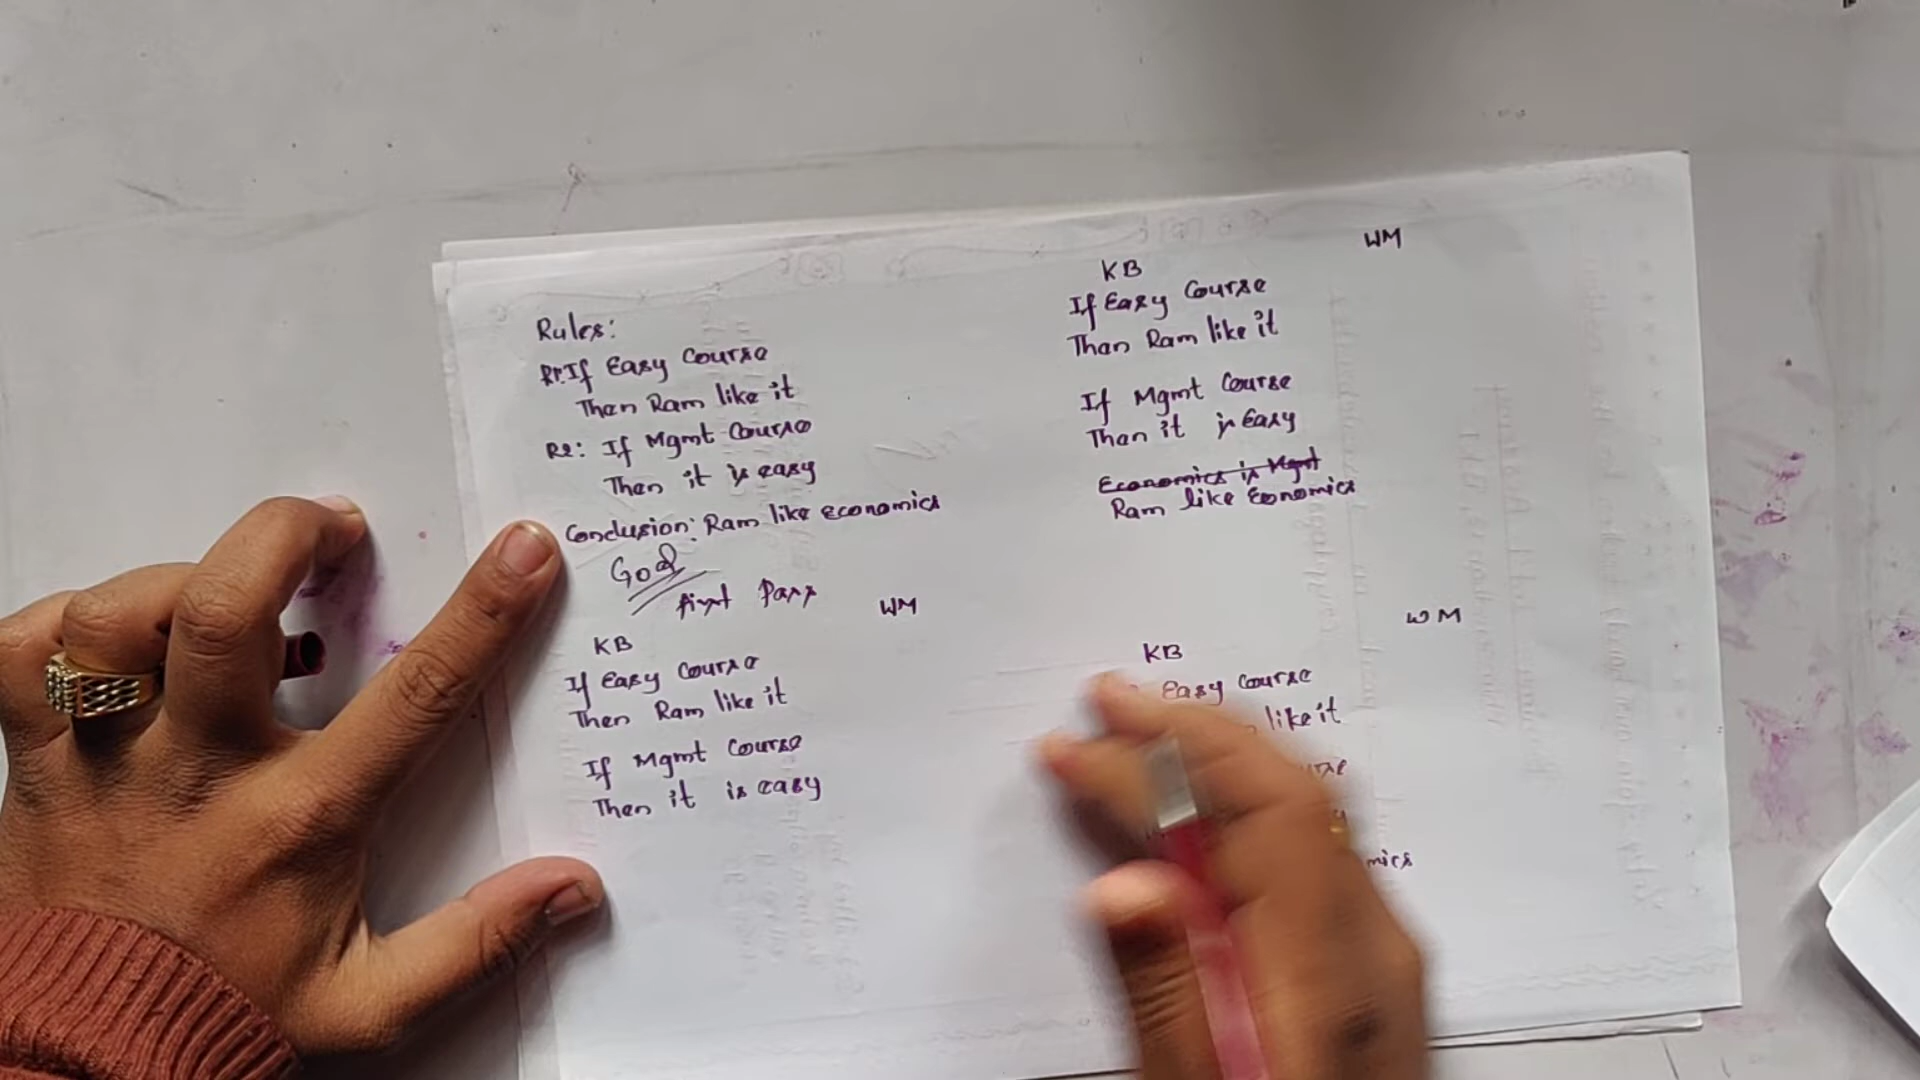 Rules:
R1: If Easy Course
Then Ram like it
R2: If Mgmt Course
Then it is easy
Conclusion: Ram like economics
Goal
First Pass
KB
WM
If Easy Course
Then Ram like it
If Mgmt Course
Then it is easy
KB
WM
If Easy Course
Then Ram like it
If Mgmt Course
Then it is Easy
Economics is Mgmt
Ram like Economics
KB
WM
Easy Course
like it